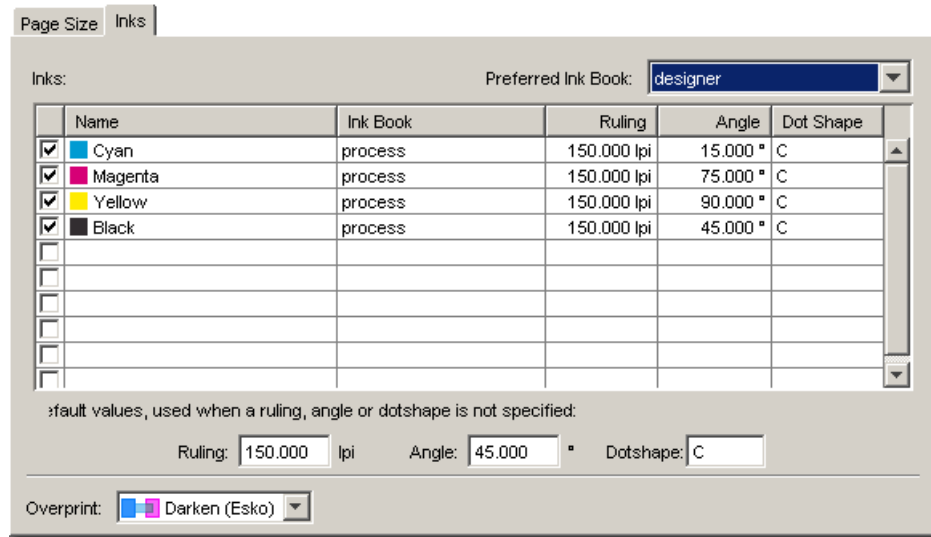 Page Size Inks
Inks: Preferred Ink Book: designer
Name Ink Book Ruling Angle Dot Shape
Cyan process 150.000 lpi 15.000 ° C
Magenta process 150.000 lpi 75.000 ° C
Yellow process 150.000 lpi 90.000 ° C
Black process 150.000 lpi 45.000 ° C
efault values, used when a ruling, angle or dotshape is not specified:
Ruling: 150.000 lpi Angle: 45.000 ° Dotshape: C
Overprint: Darken (Esko)